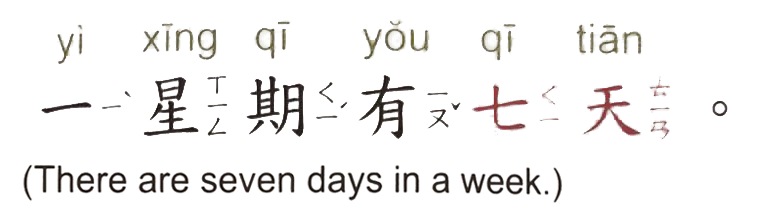 yì xīng qī yǒu qī tiān
一ㄧˋ 星ㄒㄧㄥ 期ㄑㄧˊ 有ㄧㄡˇ 七ㄑㄧ 天ㄊㄧㄢ 。
(There are seven days in a week.)